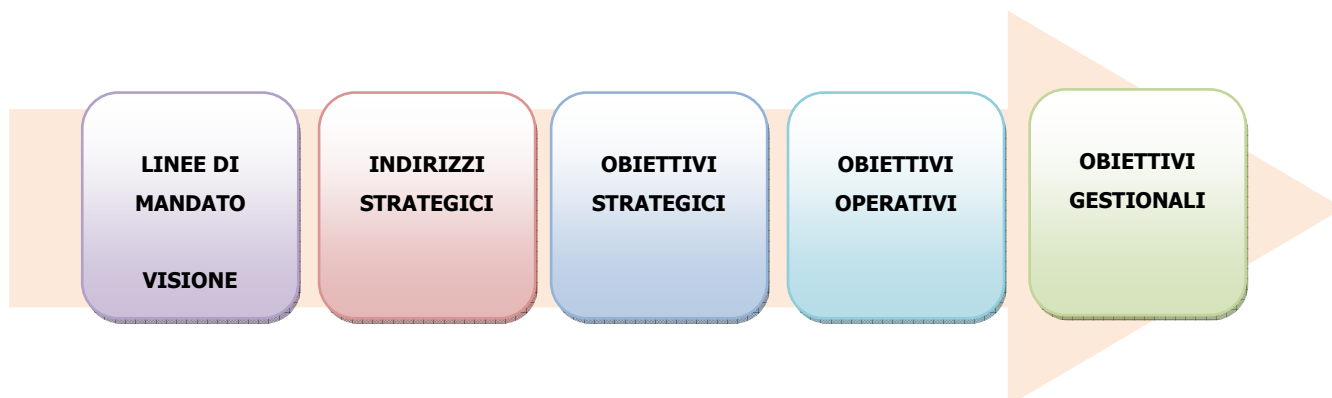 LINEE DI
MANDATO
VISIONE
INDIRIZZI
STRATEGICI
OBIETTIVI
STRATEGICI
OBIETTIVI
OPERATIVI
OBIETTIVI
GESTIONALI